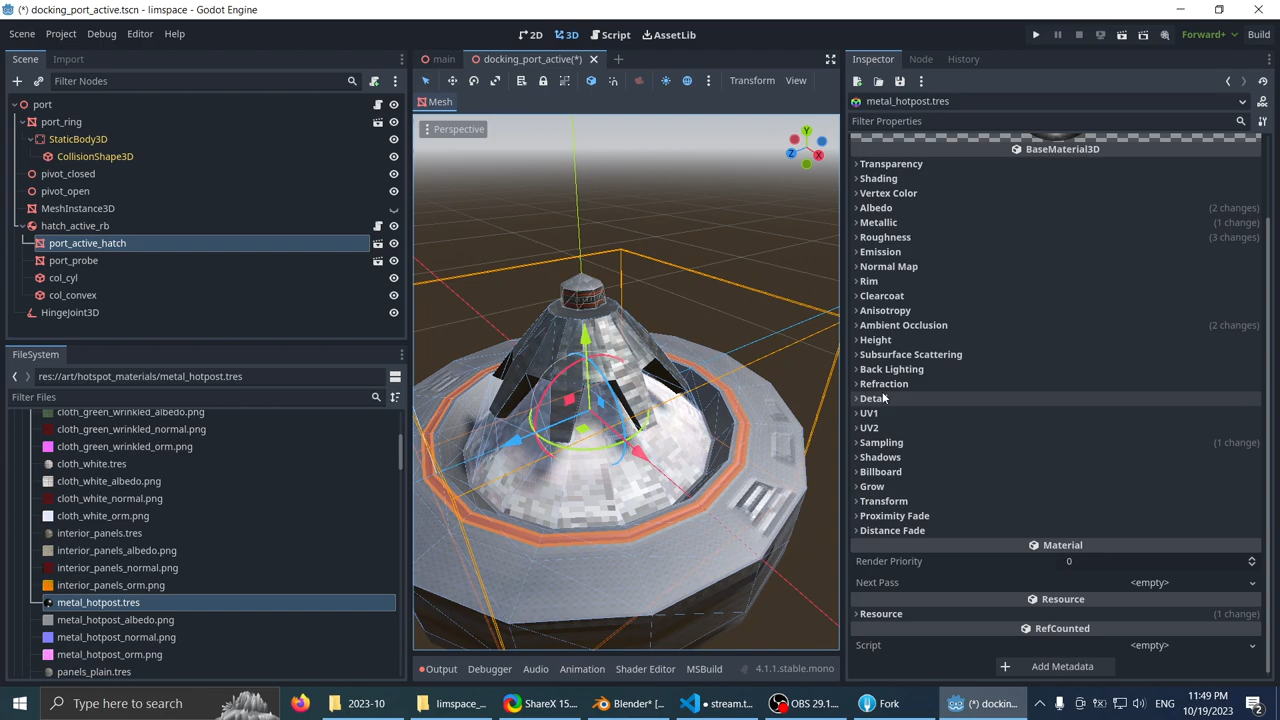 (*) docking_port_active.tscn - limspace - Godot Engine
Scene Project Debug Editor Help
2D 3D Script AssetLib
Forward+ Build
Scene Import
Filter Nodes
port
port_ring
StaticBody3D
CollisionShape3D
pivot_closed
pivot_open
MeshInstance3D
hatch_active_rb
port_active_hatch
port_probe
col_cyl
col_convex
HingeJoint3D
FileSystem
res://art/hotspot_materials/metal_hotpost.tres
Filter Files
cloth_green_wrinkled_albedo.png
cloth_green_wrinkled_normal.png
cloth_green_wrinkled_orm.png
cloth_white.tres
cloth_white_albedo.png
cloth_white_normal.png
cloth_white_orm.png
interior_panels.tres
interior_panels_albedo.png
interior_panels_normal.png
interior_panels_orm.png
metal_hotpost.tres
metal_hotpost_albedo.png
metal_hotpost_normal.png
metal_hotpost_orm.png
panels_plain.tres
main docking_port_active(*)
Transform View
Mesh
Perspective
Y
Z
X
Output Debugger Audio Animation Shader Editor MSBuild 4.1.1.stable.mono
Inspector Node History
metal_hotpost.tres
Filter Properties
BaseMaterial3D
Transparency
Shading
Vertex Color
Albedo (2 changes)
Metallic (1 change)
Roughness (3 changes)
Emission
Normal Map
Rim
Clearcoat
Anisotropy
Ambient Occlusion (2 changes)
Height
Subsurface Scattering
Back Lighting
Refraction
Detail
UV1
UV2
Sampling (1 change)
Shadows
Billboard
Grow
Transform
Proximity Fade
Distance Fade
Material
Render Priority 0
Next Pass <empty>
Resource
Resource (1 change)
RefCounted
Script <empty>
Add Metadata
Type here to search
2023-10
limspace_...
ShareX 15....
Blender* [...
● stream.t...
OBS 29.1...
Fork
(*) dockin...
ENG
11:49 PM
10/19/2023
2